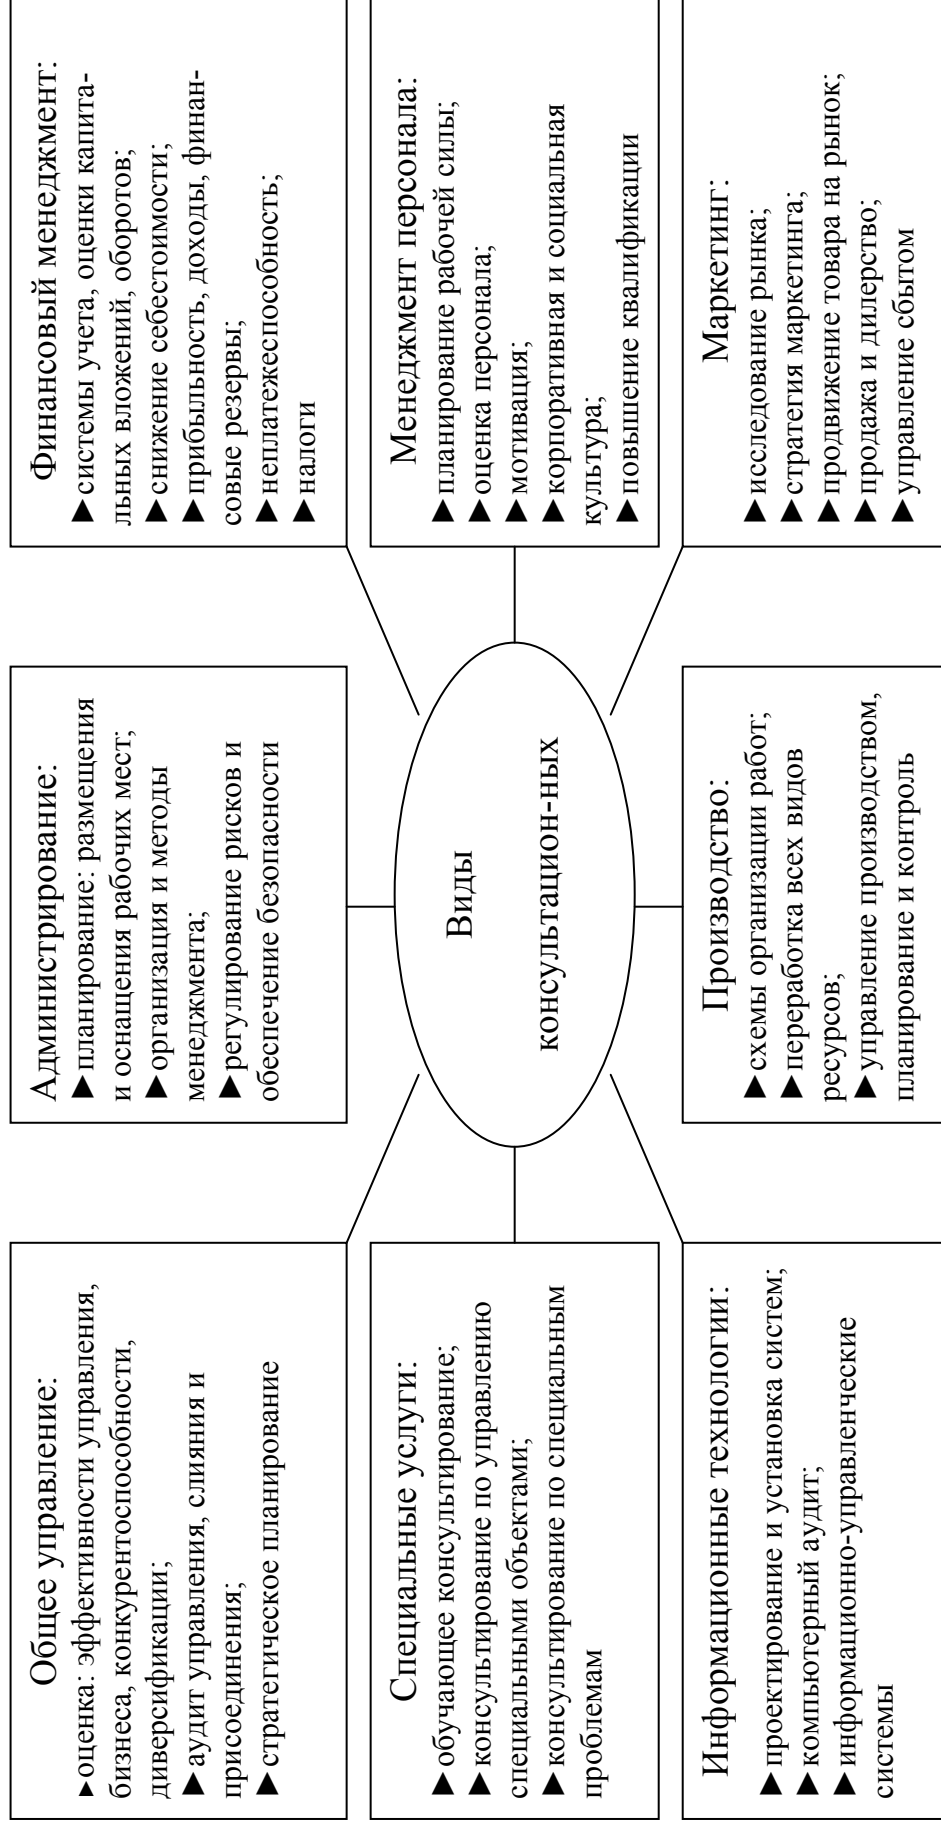 Общее управление:
▸оценка: эффективности управления,
бизнеса, конкурентоспособности,
диверсификации;
▶аудит управления, слияния и
присоединения;
▶стратегическое планирование
Администрирование:
▶планирование: размещения
и оснащения рабочих мест;
▶организация и методы
менеджмента;
▶регулирование рисков и
обеспечение безопасности
Финансовый менеджмент:
▶системы учета, оценки капита-
льных вложений, оборотов;
▶снижение себестоимости;
▶прибыльность, доходы, финан-
совые резервы;
▶неплатежеспособность;
▶налоги
Специальные услуги:
▶обучающее консультирование;
▶консультирование по управлению
специальными объектами;
▶консультирование по специальным
проблемам
Виды
консультацион-ных
Менеджмент персонала:
▶планирование рабочей силы;
▶оценка персонала;
▶мотивация;
▶корпоративная и социальная
культура;
▶повышение квалификации
Информационные технологии:
▶проектирование и установка систем;
▶компьютерный аудит;
▶информационно-управленческие
системы
Производство:
▶схемы организации работ;
▶переработка всех видов
ресурсов;
▶управление производством,
планирование и контроль
Маркетинг:
▶исследование рынка;
▶стратегия маркетинга;
▶продвижение товара на рынок;
▶продажа и дилерство;
▶управление сбытом